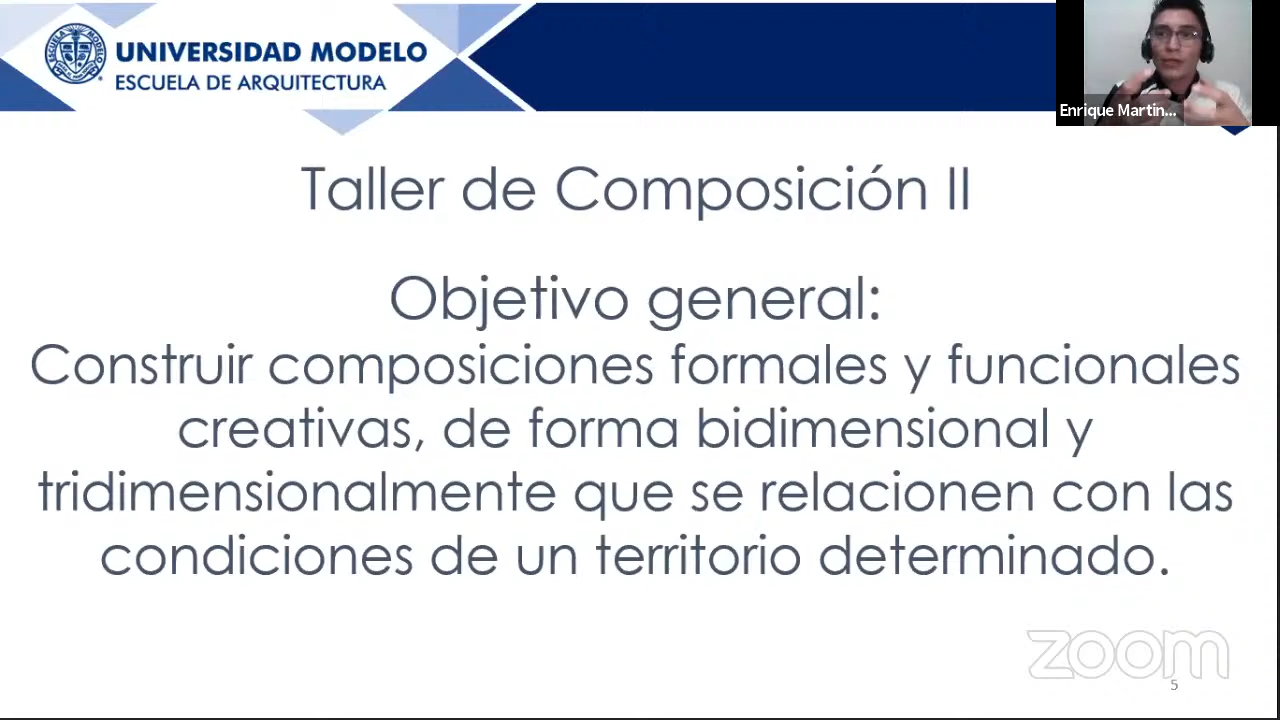 UNIVERSIDAD MODELO
ESCUELA DE ARQUITECTURA
Enrique Martin...
Taller de Composición II
Objetivo general:
Construir composiciones formales y funcionales
creativas, de forma bidimensional y
tridimensionalmente que se relacionen con las
condiciones de un territorio determinado.
zoom
5